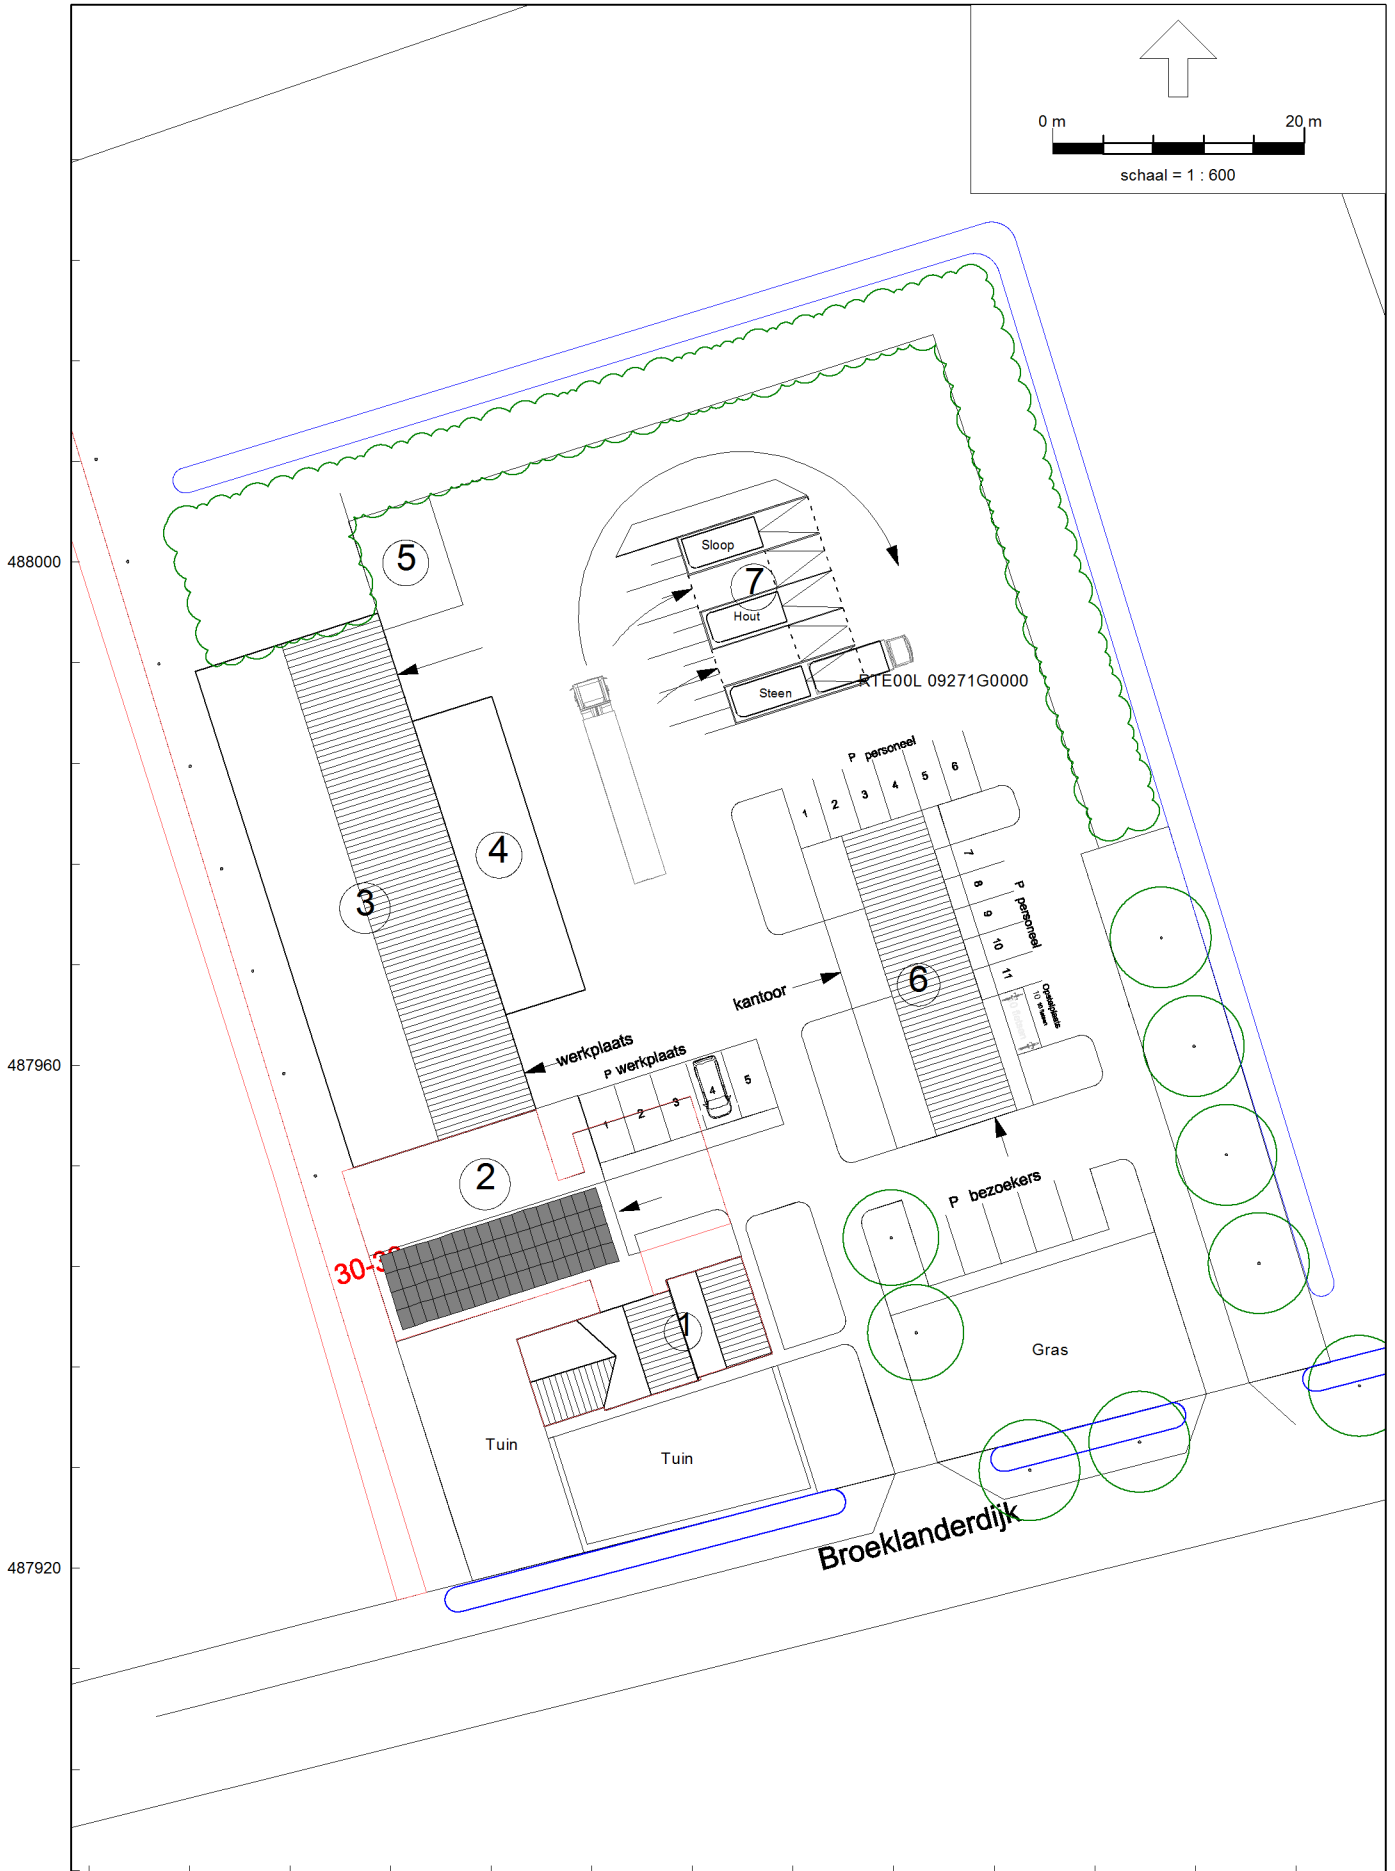 0 m 20 m
schaal = 1 : 600
488000
5
Sloop
7
Hout
Steen
RTE00L 09271G0000
P personeel
1 2 3 4 5 6
4
3
7
8
9
10
11
P personeel
6
kantoor
Opstelplaats
werkplaats
487960
P werkplaats
1 2 3 4 5
2
P bezoekers
1
Gras
Tuin
Tuin
Broeklanderdijk
487920